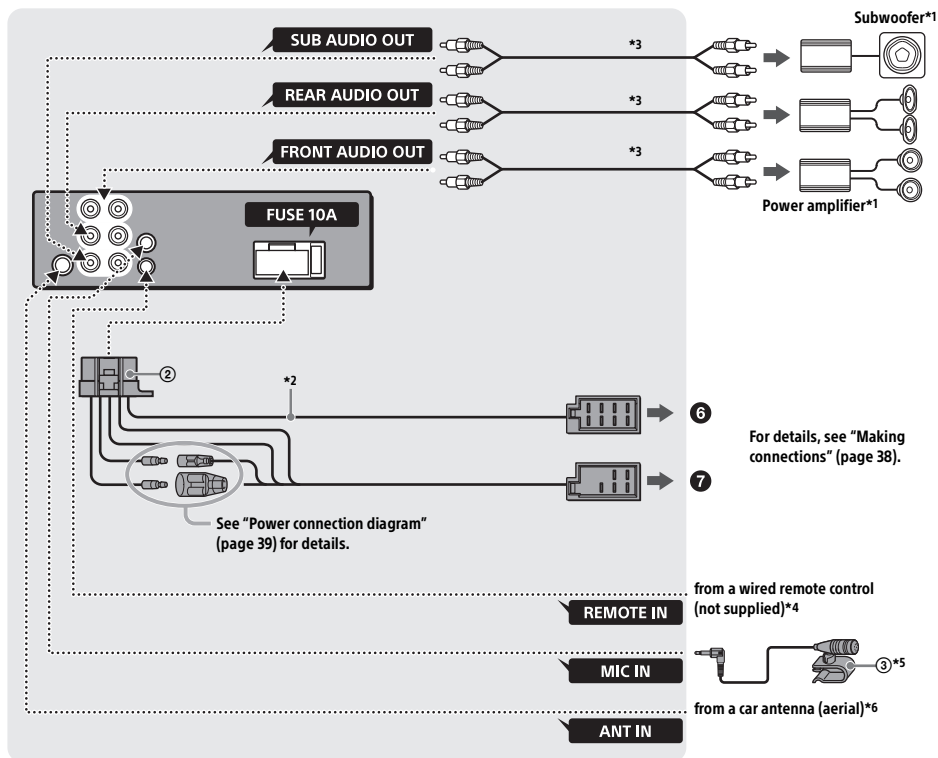 Subwoofer*1
SUB AUDIO OUT
*3
REAR AUDIO OUT
*3
FRONT AUDIO OUT
*3
Power amplifier*1
FUSE 10A
②
*2
❻
For details, see “Making
connections” (page 38).
❼
See “Power connection diagram”
(page 39) for details.
from a wired remote control
(not supplied)*4
REMOTE IN
③*5
MIC IN
from a car antenna (aerial)*6
ANT IN